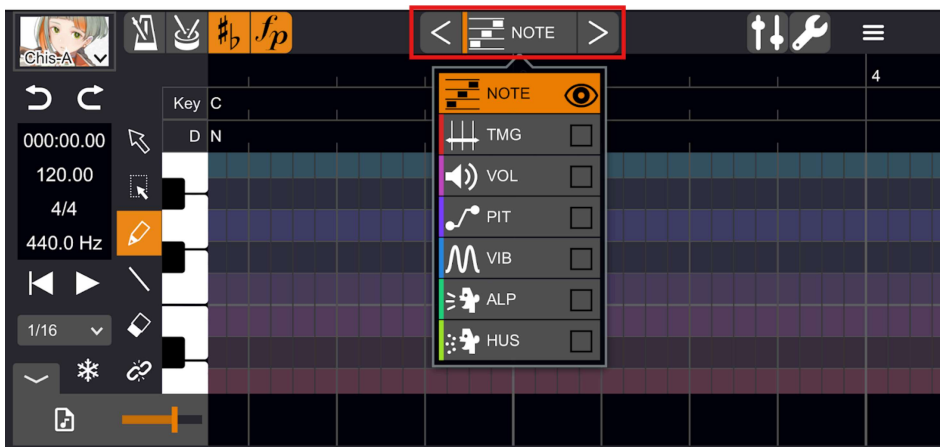 Chis-A
NOTE
4
NOTE
Key C
D N
TMG
VOL
PIT
VIB
ALP
HUS
000:00.00
120.00
4/4
440.0 Hz
1/16